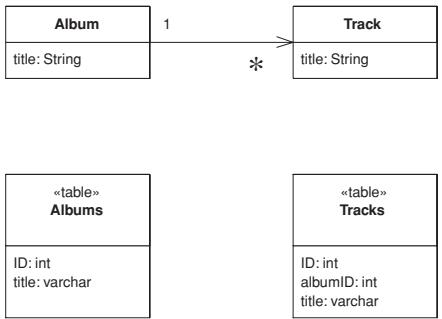 Album
title: String
1
*
Track
title: String
«table»
Albums
ID: int
title: varchar
«table»
Tracks
ID: int
albumID: int
title: varchar